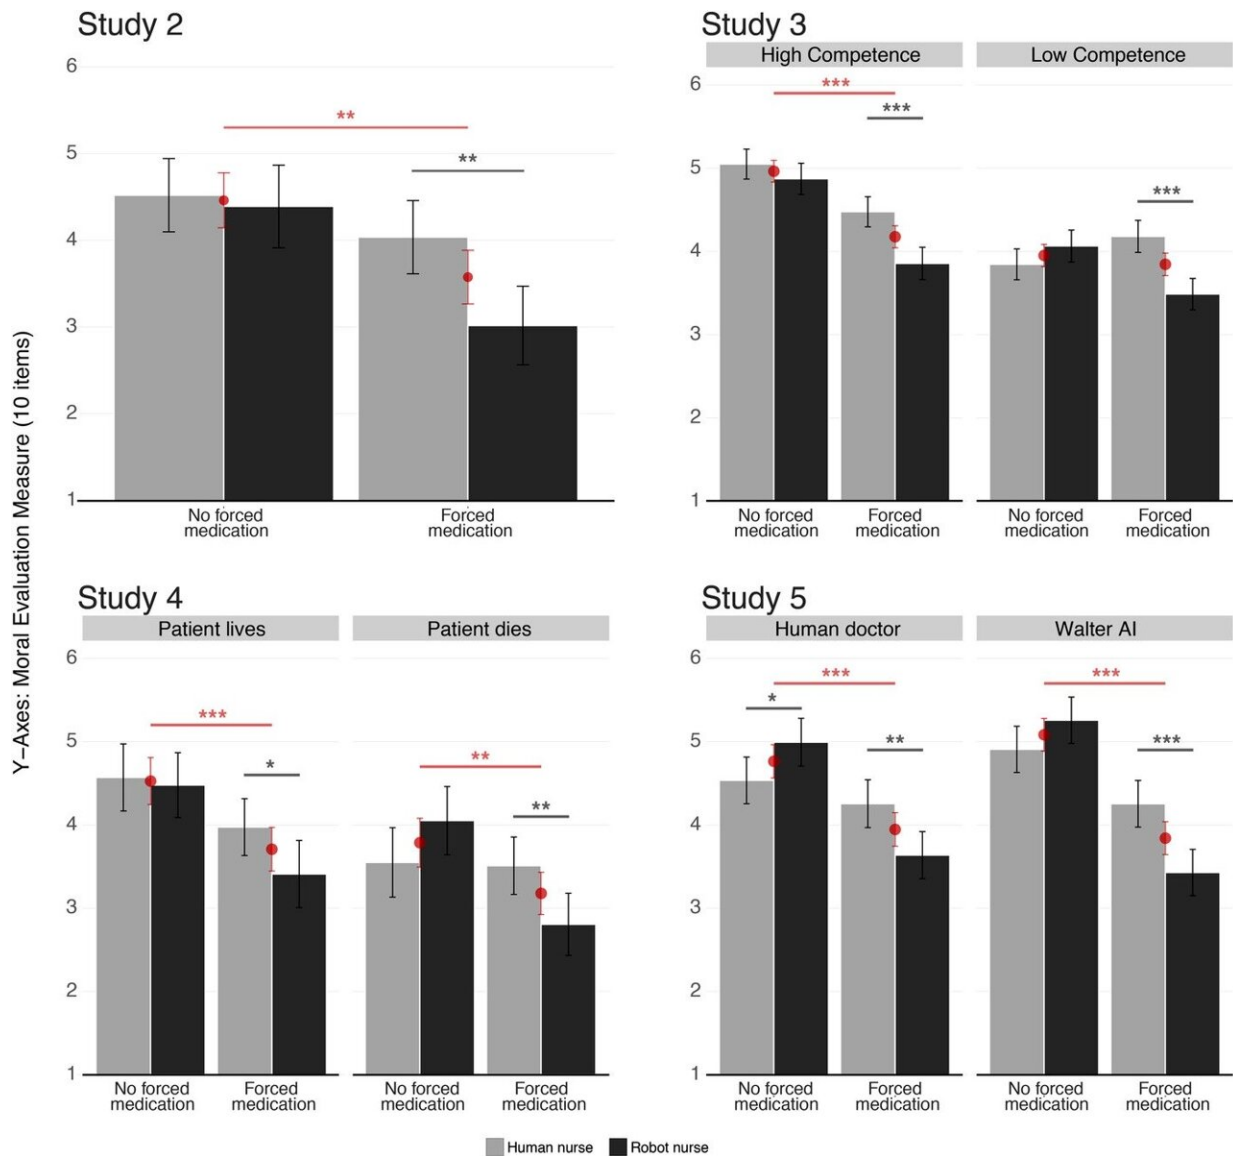 Y−Axes: Moral Evaluation Measure (10 items)
Study 2
6
5
4
3
2
1
**
**
No forced
medication
Forced
medication
Study 3
High Competence
Low Competence
6
5
4
3
2
1
***
***
***
No forced
medication
Forced
medication
No forced
medication
Forced
medication
Study 4
Patient lives
Patient dies
6
5
4
3
2
1
***
*
**
**
No forced
medication
Forced
medication
No forced
medication
Forced
medication
Study 5
Human doctor
Walter AI
6
5
4
3
2
1
***
*
**
***
***
No forced
medication
Forced
medication
No forced
medication
Forced
medication
Human nurse
Robot nurse